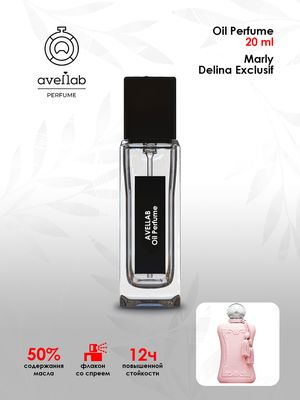 avellab
PERFUME
Oil Perfume
20 ml
Marly
Delina Exclusif
AVELLAB
Oil Perfume
50%
содержания
масла
флакон
со спреем
12ч
повышенной
стойкости